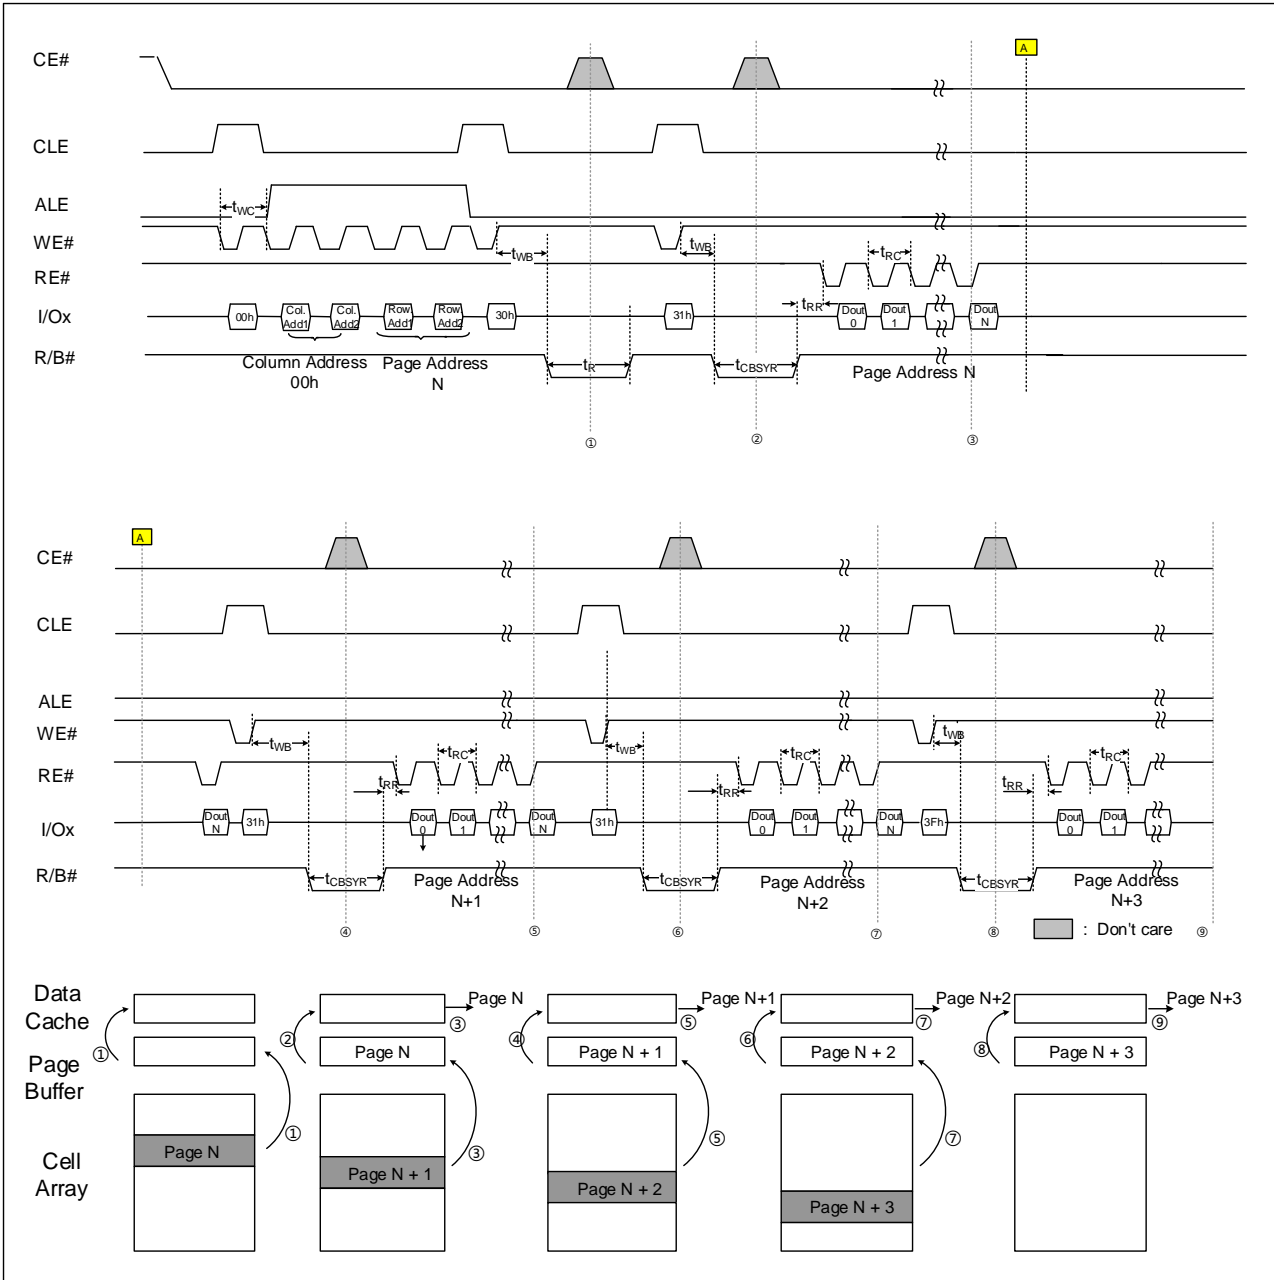 A
CE#
CLE
ALE
tWC
WE#
tWB
tWB
RE#
tRC
tRR
I/Ox
00h Col. Add1 Col. Add2 Row Add1 Row Add2 30h 31h Dout 0 Dout 1 Dout N
R/B#
tR tCBSYR
Column Address 00h
Page Address N
Page Address N
① ② ③
A
CE#
CLE
ALE
WE#
tWB tWB tWB
RE#
tRC tRC tRC
tRR tRR tRR
I/Ox
Dout N 31h Dout 0 Dout 1 Dout N 31h Dout 0 Dout 1 Dout N 3Fh Dout 0 Dout 1
R/B#
tCBSYR tCBSYR tCBSYR
Page Address N+1
Page Address N+2
Page Address N+3
④ ⑤ ⑥ ⑦ ⑧ ⑨
: Don't care
Data Cache
Page N Page N+1 Page N+2 Page N+3
③ ⑤ ⑦ ⑨
① ② ④ ⑥ ⑧
Page Buffer
Page N Page N + 1 Page N + 2 Page N + 3
① ③ ⑤ ⑦
Cell Array
Page N Page N + 1 Page N + 2 Page N + 3